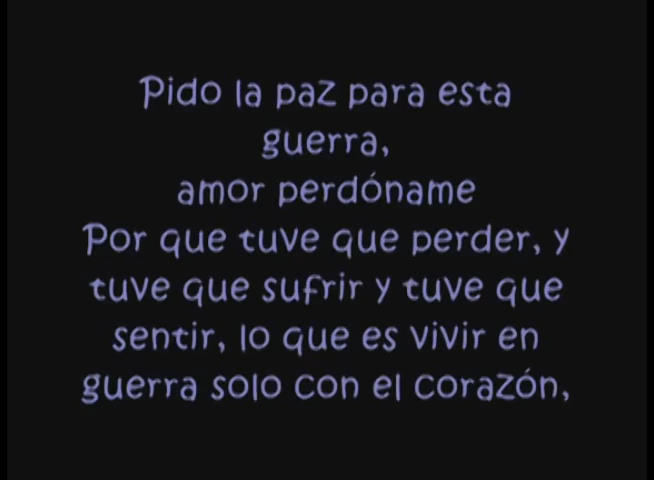 Pido la paz para esta
guerra,
amor perdóname
Por que tuve que perder, y
tuve que sufrir y tuve que
sentir, lo que es vivir en
guerra solo con el corazón,